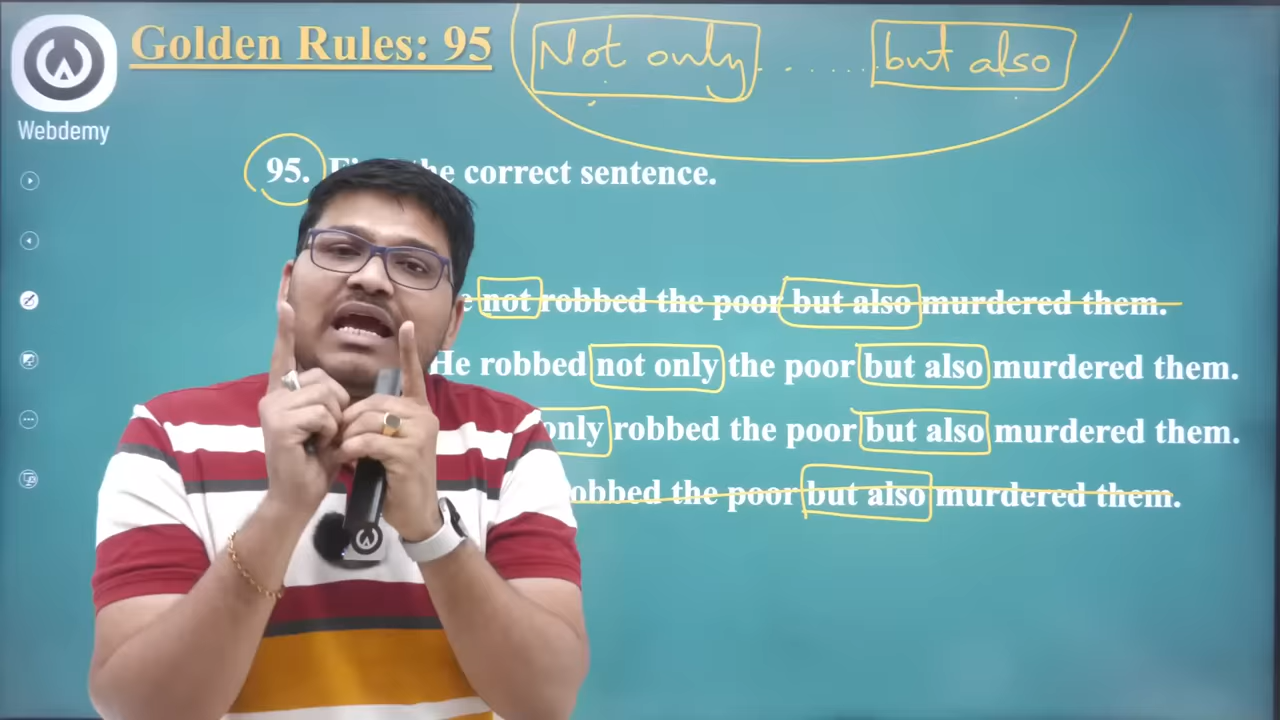 Golden Rules: 95
Not only ...... but also
Webdemy
95. the correct sentence.
not robbed the poor but also murdered them.
He robbed not only the poor but also murdered them.
only robbed the poor but also murdered them.
the poor but also murdered them.